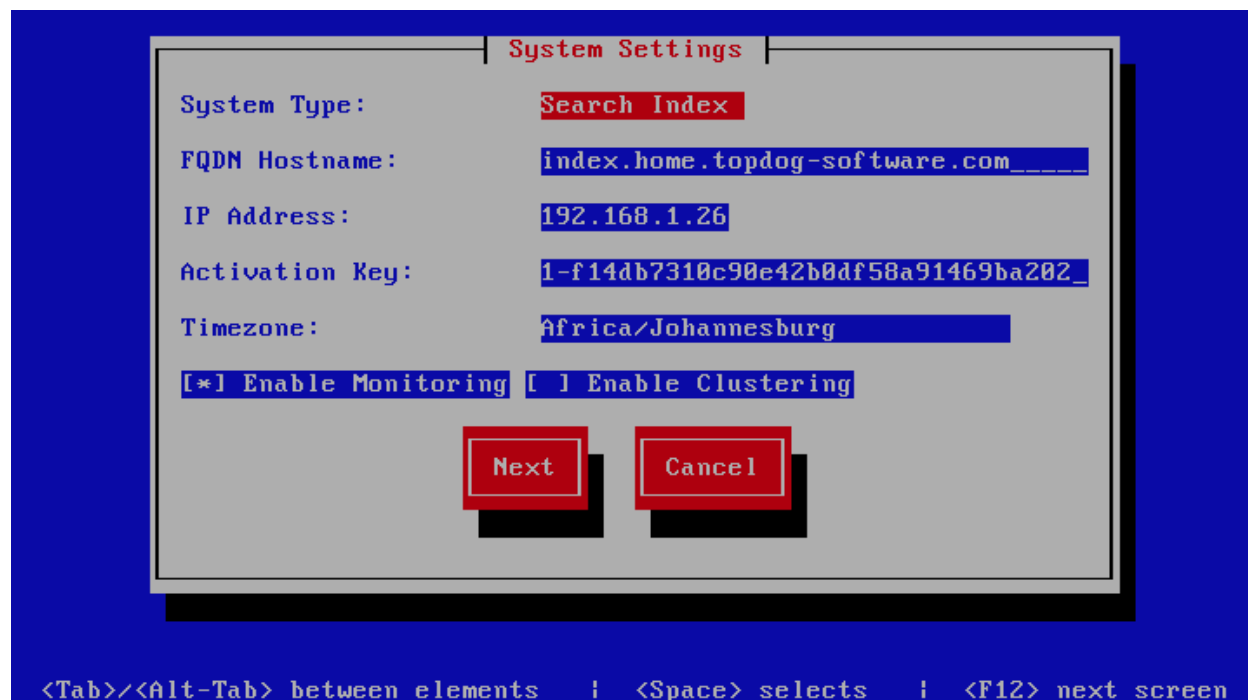 System Settings
System Type: Search Index
FQDN Hostname: index.home.topdog-software.com_____
IP Address: 192.168.1.26
Activation Key: 1-f14db7310c90e42b0df58a91469ba202_
Timezone: Africa/Johannesburg
[*] Enable Monitoring [ ] Enable Clustering
Next Cancel
<Tab>/<Alt-Tab> between elements | <Space> selects | <F12> next screen